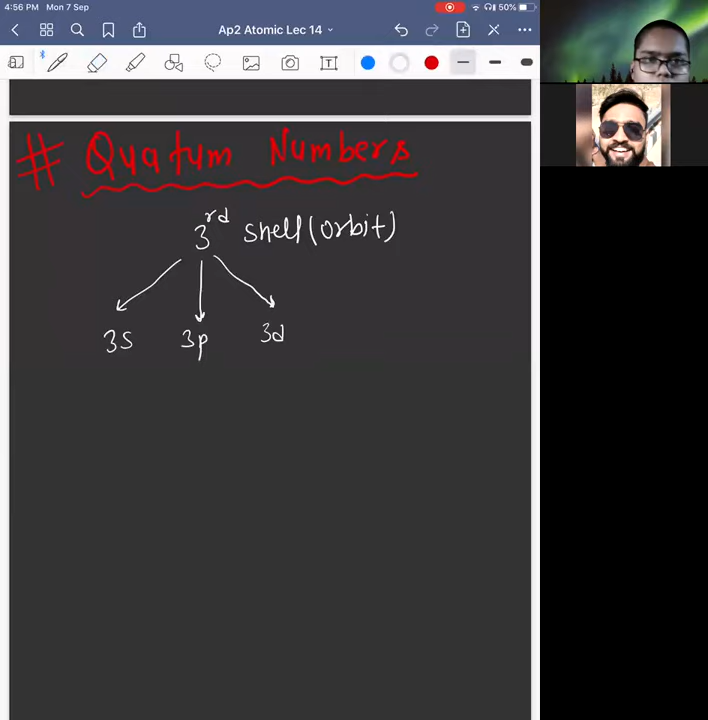 4:56 PM Mon 7 Sep 50%
Ap2 Atomic Lec 14
T
# Quatum Numbers
3rd shell (orbit)
3s 3p 3d